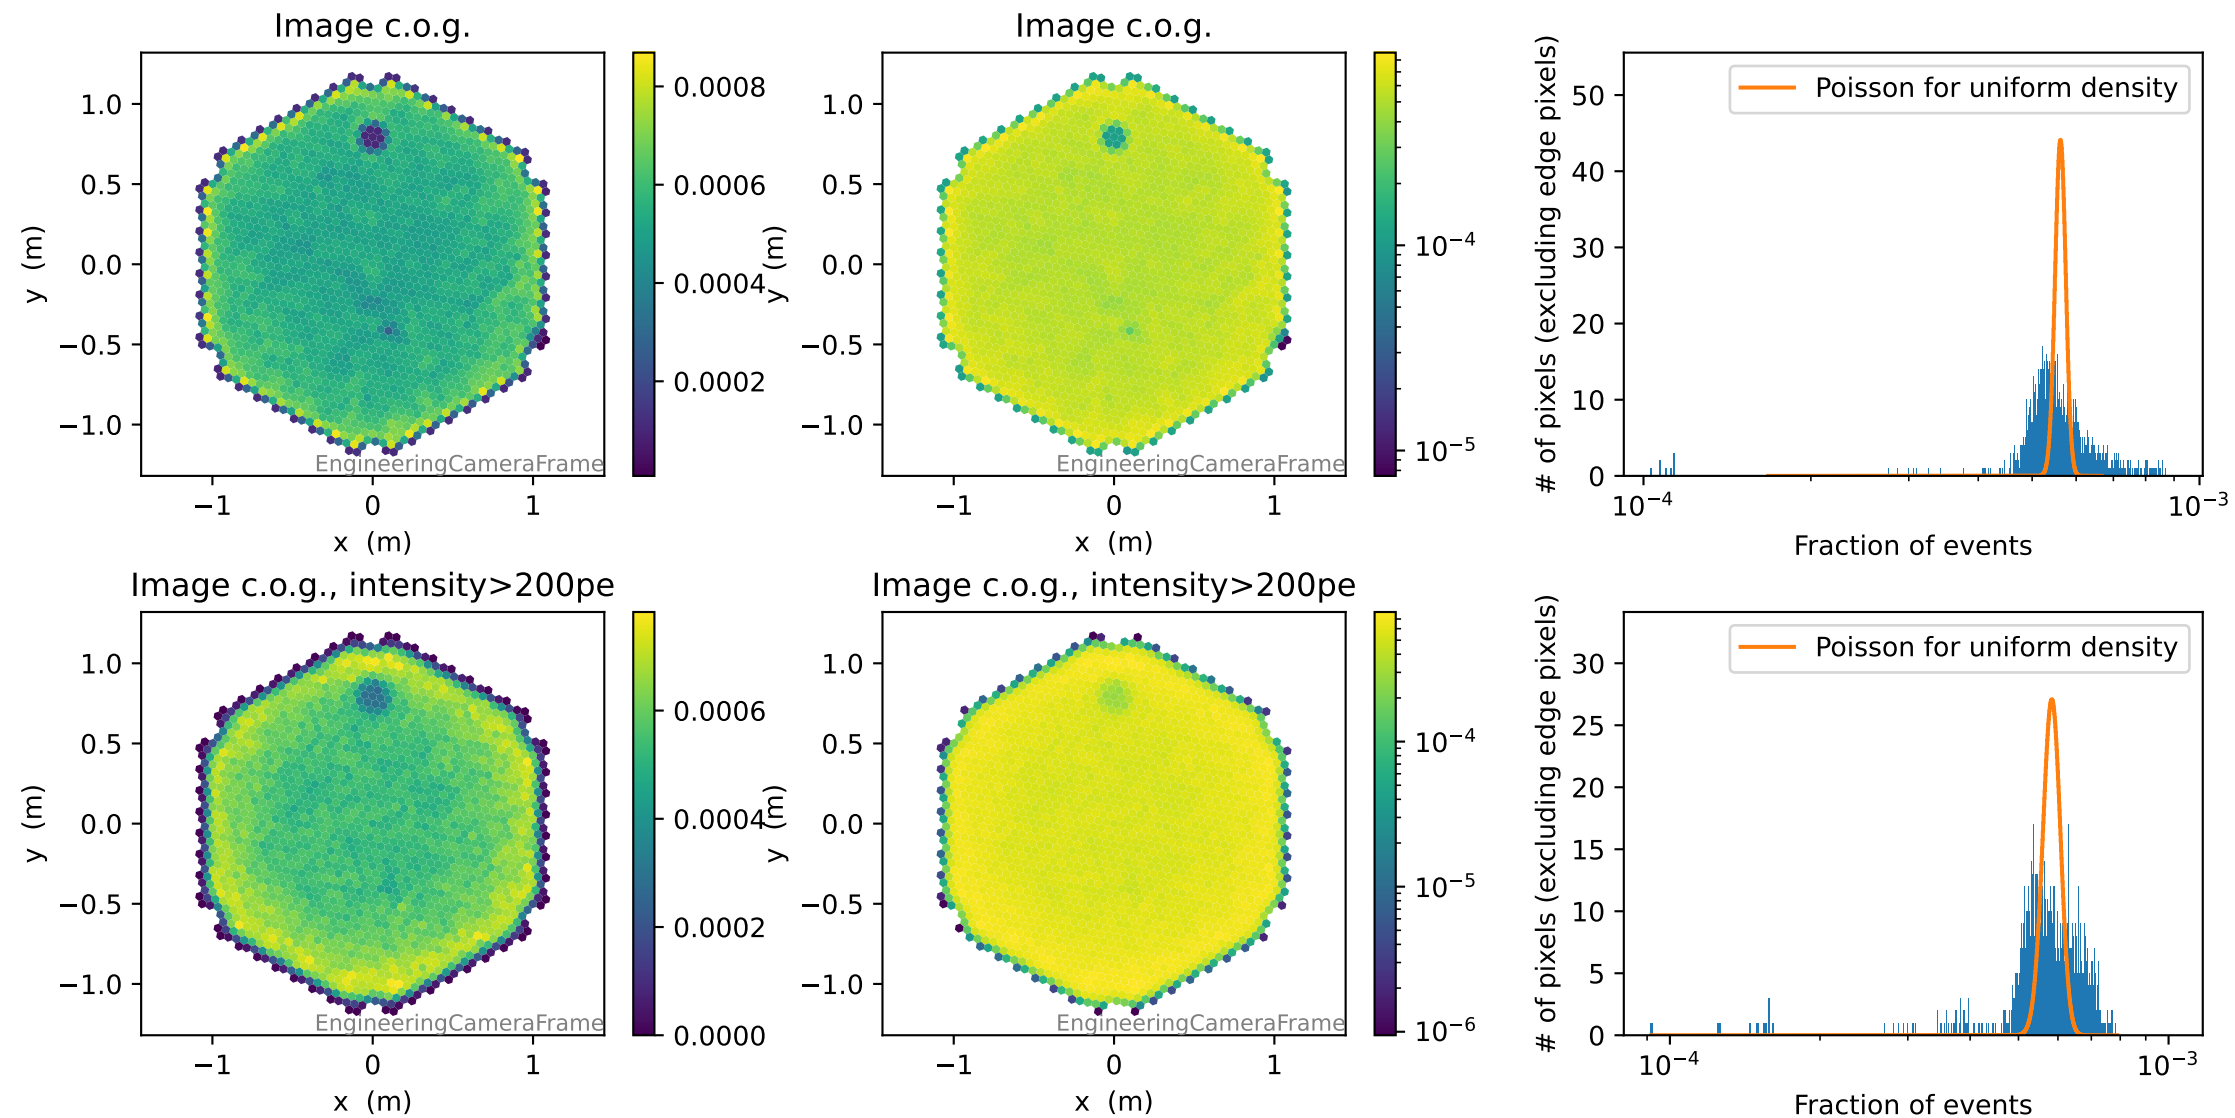 Image c.o.g.
y (m)
1.0
0.5
0.0
−0.5
−1.0
−1
0
1
x (m)
EngineeringCameraFrame
0.0008
0.0006
0.0004
0.0002
Image c.o.g.
y (m)
1.0
0.5
0.0
−0.5
−1.0
−1
0
1
x (m)
EngineeringCameraFrame
10−4
10−5
# of pixels (excluding edge pixels)
50
40
30
20
10
0
Poisson for uniform density
10−4
10−3
Fraction of events
Image c.o.g., intensity>200pe
y (m)
1.0
0.5
0.0
−0.5
−1.0
−1
0
1
x (m)
EngineeringCameraFrame
0.0006
0.0004
0.0002
0.0000
Image c.o.g., intensity>200pe
y (m)
1.0
0.5
0.0
−0.5
−1.0
−1
0
1
x (m)
EngineeringCameraFrame
10−4
10−5
10−6
# of pixels (excluding edge pixels)
30
25
20
15
10
5
0
Poisson for uniform density
10−4
10−3
Fraction of events